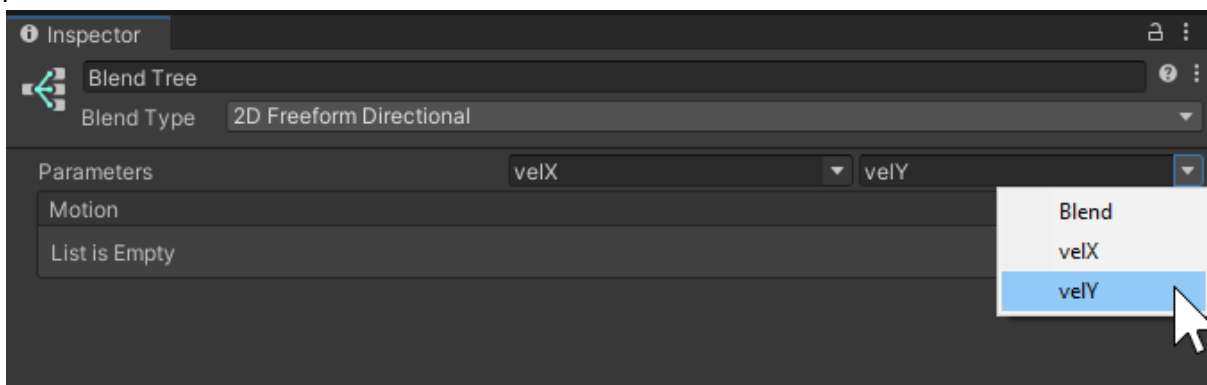 Inspector
Blend Tree
Blend Type 2D Freeform Directional
Parameters velX velY
Motion
List is Empty
Blend
velX
velY